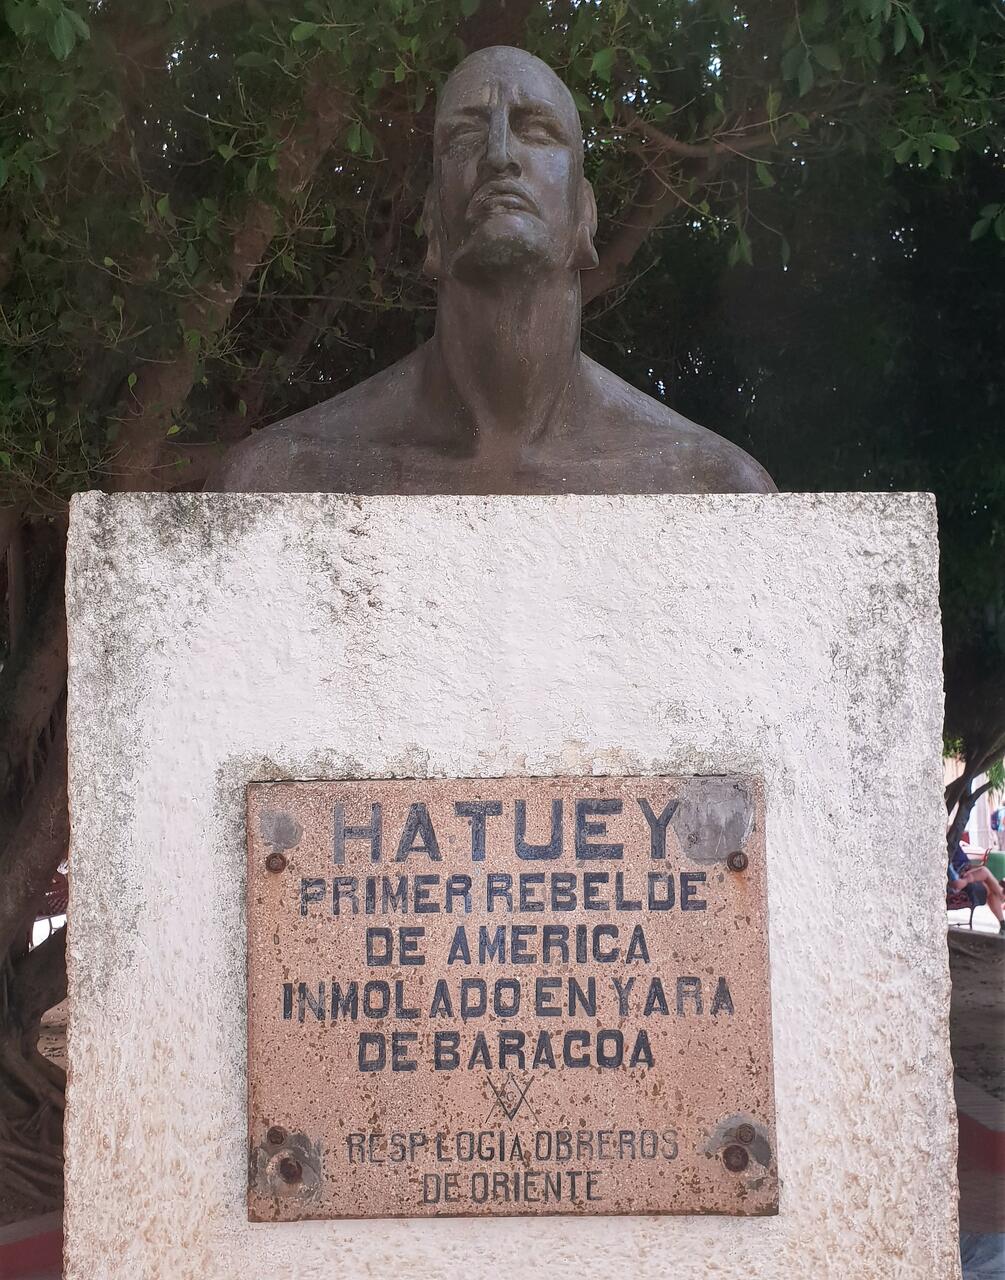 HATUEY
PRIMER REBELDE
DE AMERICA
INMOLADO EN YARA
DE BARACOA
G
RESP LOGIA OBREROS
DE ORIENTE